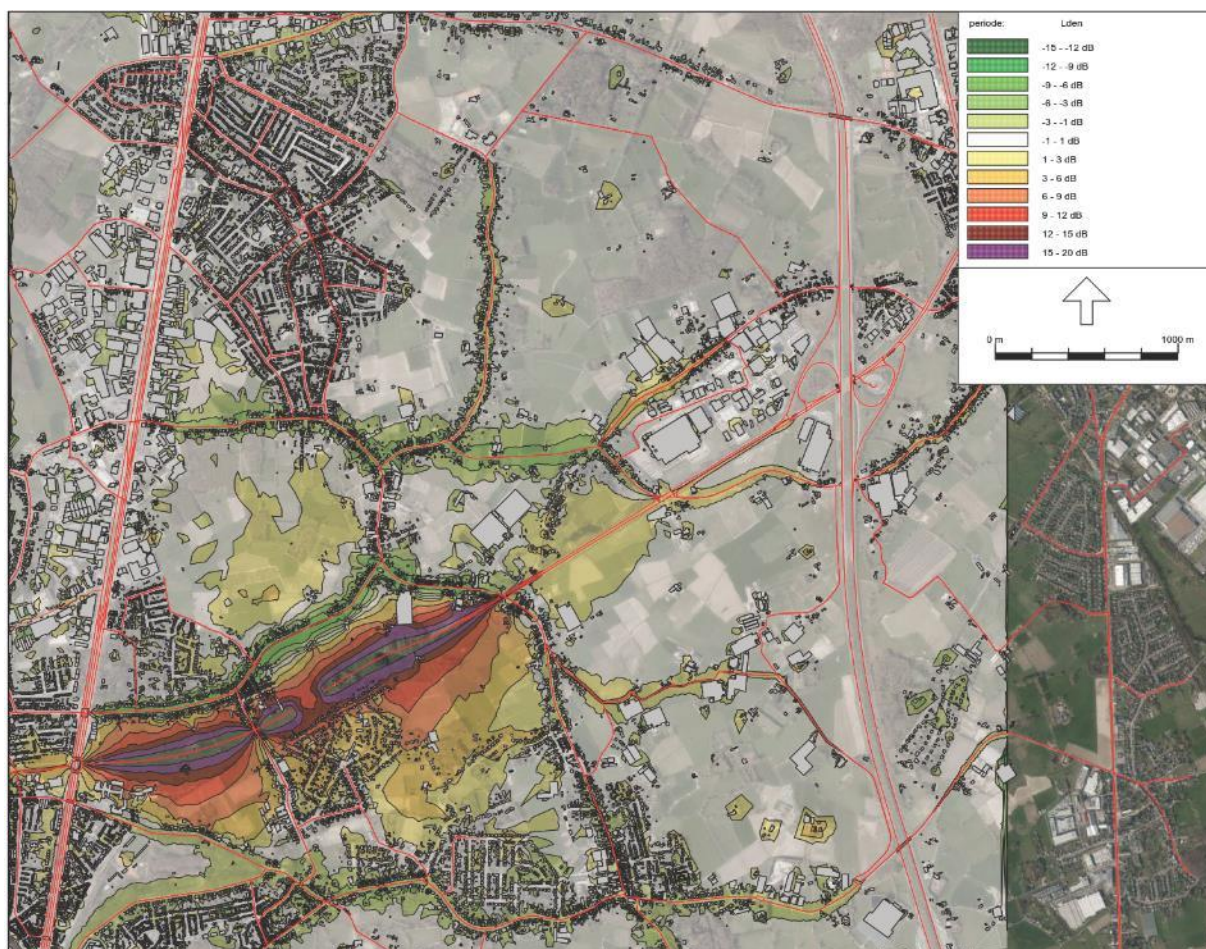 periode: Lden
-15 - -12 dB
-12 - -9 dB
-9 - -6 dB
-6 - -3 dB
-3 - -1 dB
-1 - 1 dB
1 - 3 dB
3 - 6 dB
6 - 9 dB
9 - 12 dB
12 - 15 dB
15 - 20 dB
0 m 1000 m